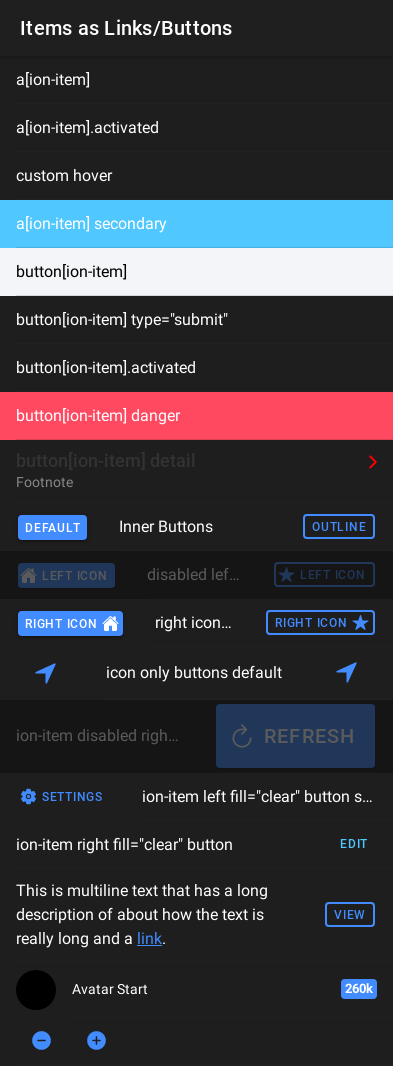 Items as Links/Buttons
a[ion-item]
a[ion-item].activated
custom hover
a[ion-item] secondary
button[ion-item]
button[ion-item] type="submit"
button[ion-item].activated
button[ion-item] danger
button[ion-item] detail
Footnote
DEFAULT Inner Buttons OUTLINE
LEFT ICON disabled lef... LEFT ICON
RIGHT ICON right icon... RIGHT ICON
icon only buttons default
ion-item disabled righ... REFRESH
SETTINGS ion-item left fill="clear" button s...
ion-item right fill="clear" button EDIT
This is multiline text that has a long
description of about how the text is
really long and a link.
VIEW
Avatar Start 260k